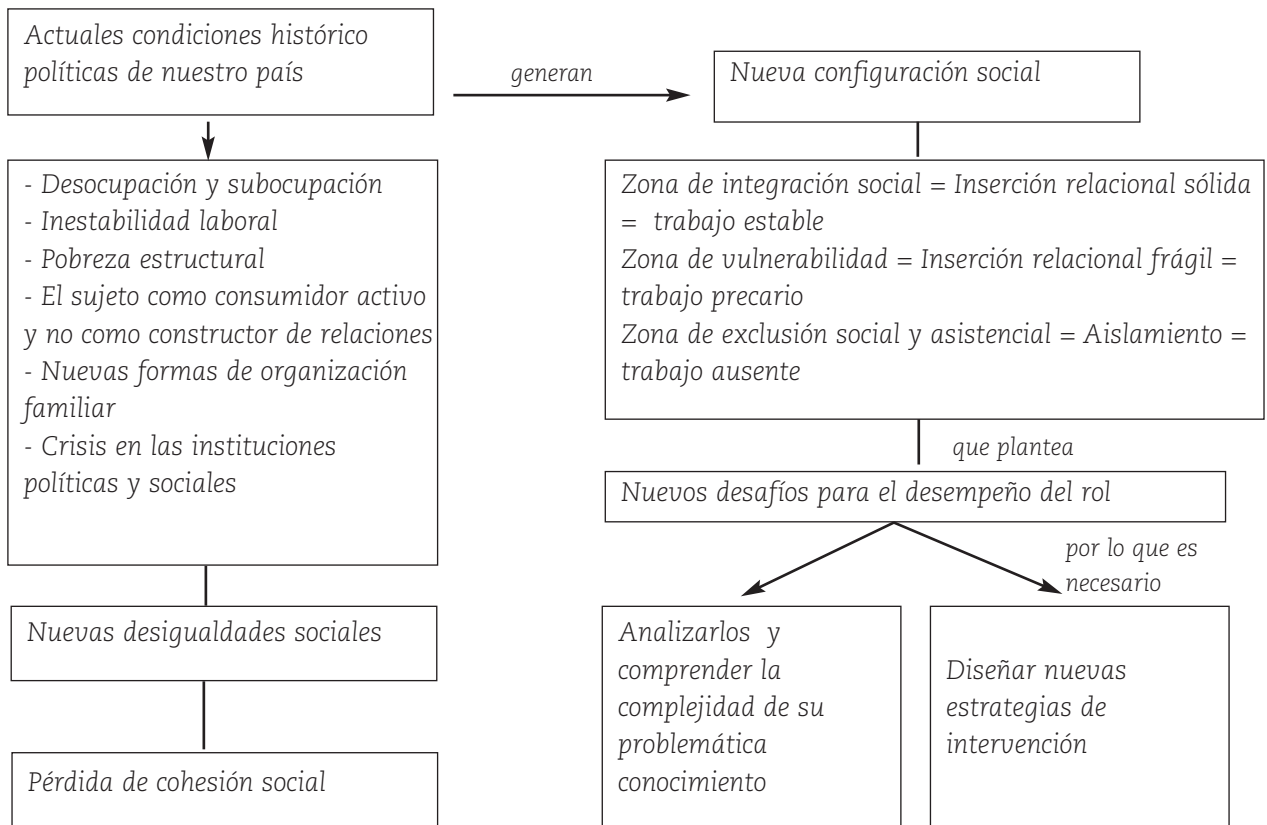 Actuales condiciones histórico
políticas de nuestro país
generan
Nueva configuración social
- Desocupación y subocupación
- Inestabilidad laboral
- Pobreza estructural
- El sujeto como consumidor activo
y no como constructor de relaciones
- Nuevas formas de organización
familiar
- Crisis en las instituciones
políticas y sociales
Zona de integración social = Inserción relacional sólida
= trabajo estable
Zona de vulnerabilidad = Inserción relacional frágil =
trabajo precario
Zona de exclusión social y asistencial = Aislamiento =
trabajo ausente
que plantea
Nuevos desafíos para el desempeño del rol
por lo que es
necesario
Nuevas desigualdades sociales
Pérdida de cohesión social
Analizarlos y
comprender la
complejidad de su
problemática
conocimiento
Diseñar nuevas
estrategias de
intervención